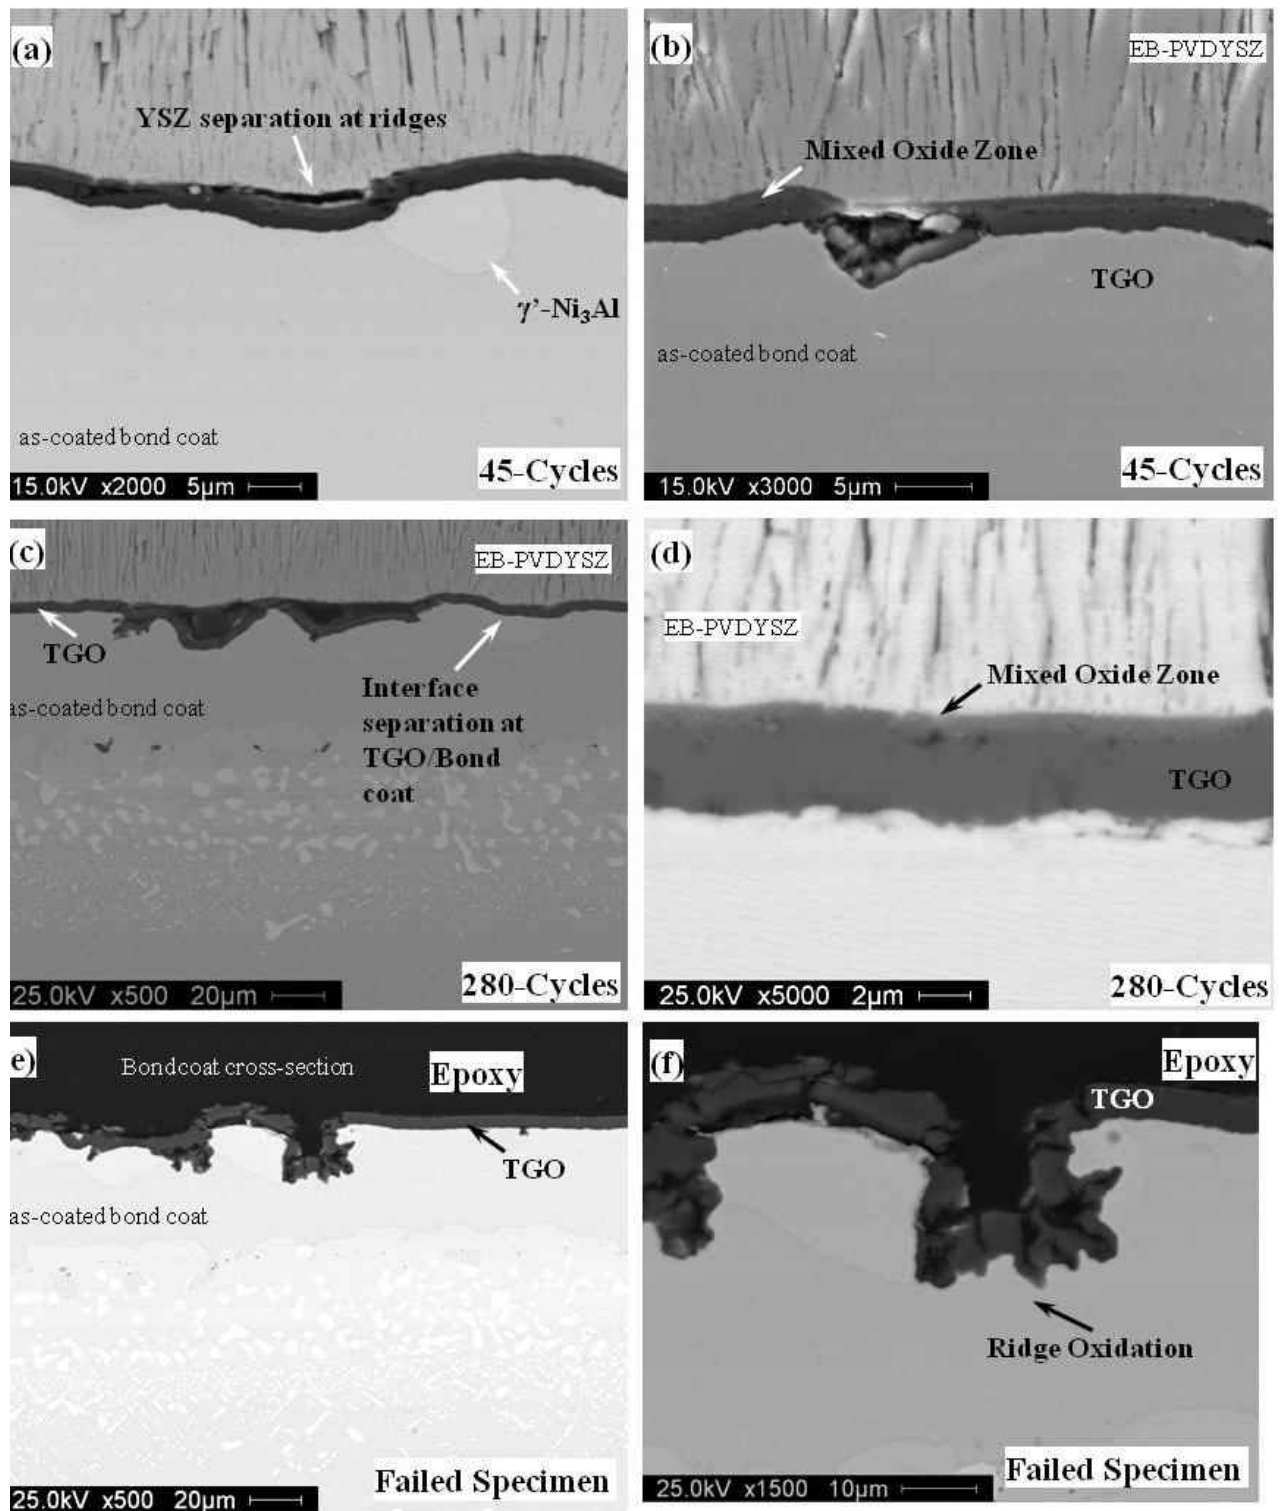 (a)
YSZ separation at ridges
γ’-Ni₃Al
as-coated bond coat
45-Cycles
15.0kV x2000 5μm
(b)
EB-PVDYSZ
Mixed Oxide Zone
TGO
as-coated bond coat
45-Cycles
15.0kV x3000 5μm
(c)
EB-PVDYSZ
TGO
as-coated bond coat
Interface
separation at
TGO/Bond
coat
280-Cycles
25.0kV x500 20μm
(d)
EB-PVDYSZ
Mixed Oxide Zone
TGO
280-Cycles
25.0kV x5000 2μm
e)
Bondcoat cross-section
Epoxy
TGO
as-coated bond coat
Failed Specimen
25.0kV x500 20μm
(f)
Epoxy
TGO
Ridge Oxidation
Failed Specimen
25.0kV x1500 10μm